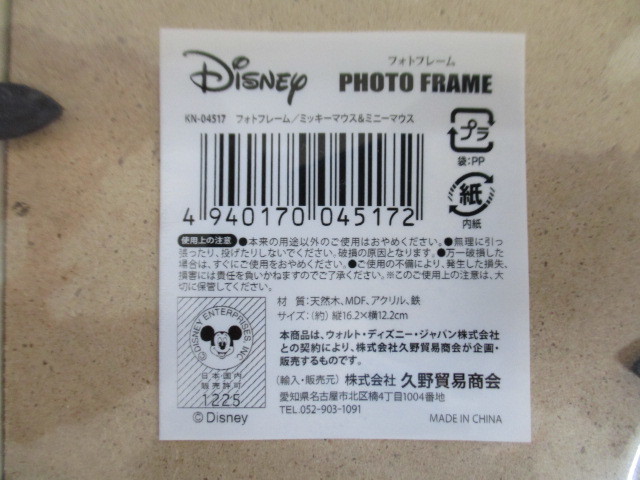 フォトフレーム
Disney PHOTO FRAME
KN-04517 フォトフレーム/ミッキーマウス&ミニーマウス
プラ
袋:PP
紙
内紙
4 940170 045172
使用上の注意 ●本来の用途以外のご使用はおやめください。●無理に引っ
張ったり、投げたりしないでください。破損の原因となります。●万一破損した
場合は、すぐにご使用をおやめください。●ご使用の不備により、発生した損失、
損害には責任を負いかねますのでご了承ください。※このご使用上の注意は、大
切に保管してください。
材 質:天然木、MDF、アクリル、鉄
サイズ:(約) 縦16.2×横12.2cm
本商品は、ウォルト・ディズニー・ジャパン株式会社
との契約により、株式会社久野貿易商会が企画・
販売するものです。
©DISNEY ENTERPRISES, INC.
日本国内
販売許可
1225
©Disney
(輸入・販売元) 株式会社 久野貿易商会
愛知県名古屋市北区楠4丁目1004番地
TEL.052-903-1091
MADE IN CHINA